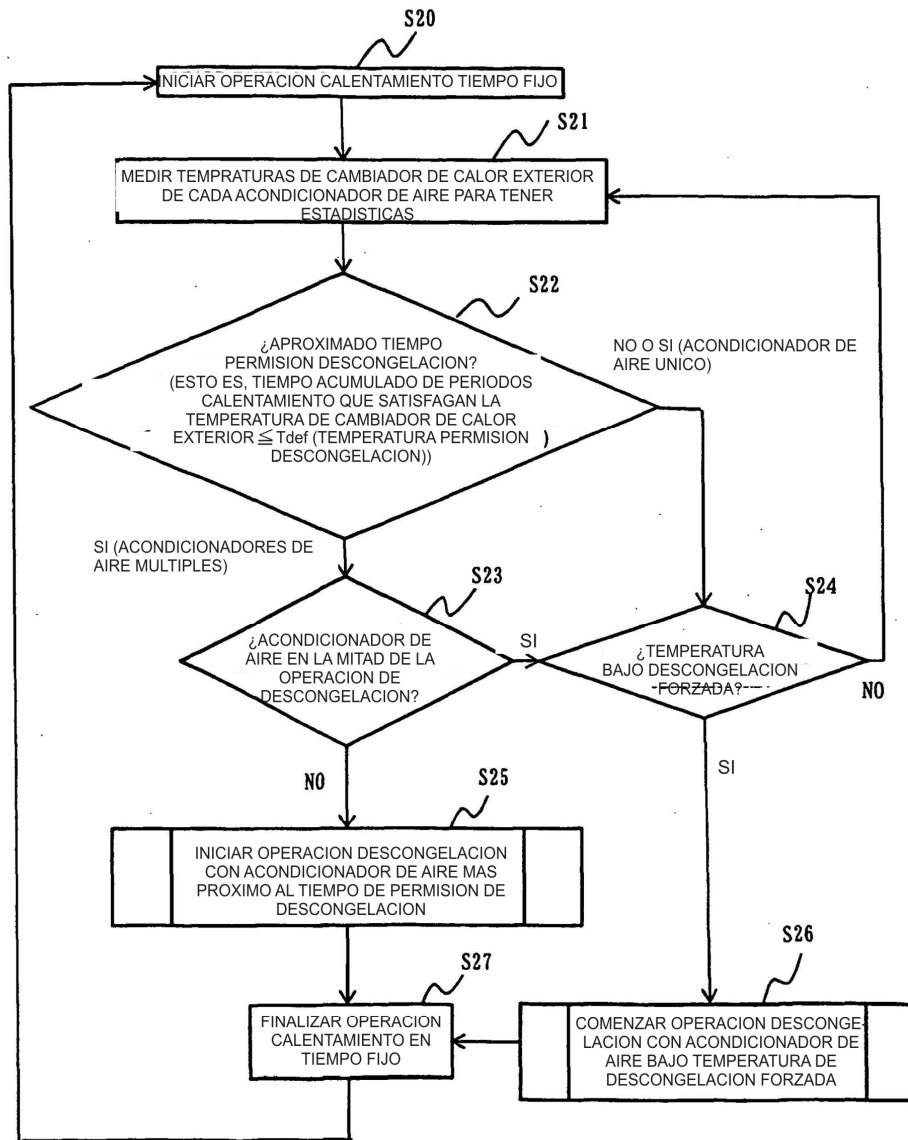 S20
INICIAR OPERACION CALENTAMIENTO TIEMPO FIJO
S21
MEDIR TEMPRATURAS DE CAMBIADOR DE CALOR EXTERIOR
DE CADA ACONDICIONADOR DE AIRE PARA TENER
ESTADISTICAS
S22
¿APROXIMADO TIEMPO
PERMISION DESCONGELACION?
(ESTO ES, TIEMPO ACUMULADO DE PERIODOS
CALENTAMIENTO QUE SATISFAGAN LA
TEMPERATURA DE CAMBIADOR DE CALOR
EXTERIOR ≦ Tdef (TEMPERATURA PERMISION )
DESCONGELACION))
NO O SI (ACONDICIONADOR DE
AIRE UNICO)
SI (ACONDICIONADORES DE
AIRE MULTIPLES)
S23
¿ACONDICIONADOR DE
AIRE EN LA MITAD DE LA
OPERACION DE
DESCONGELACION?
SI
S24
¿TEMPERATURA
BAJO DESCONGELACION
FORZADA?
NO
SI
NO
S25
INICIAR OPERACION DESCONGELACION
CON ACONDICIONADOR DE AIRE MAS
PROXIMO AL TIEMPO DE PERMISION DE
DESCONGELACION
S27
FINALIZAR OPERACION
CALENTAMIENTO EN
TIEMPO FIJO
S26
COMENZAR OPERACION DESCONGE-
LACION CON ACONDICIONADOR DE
AIRE BAJO TEMPERATURA DE
DESCONGELACION FORZADA